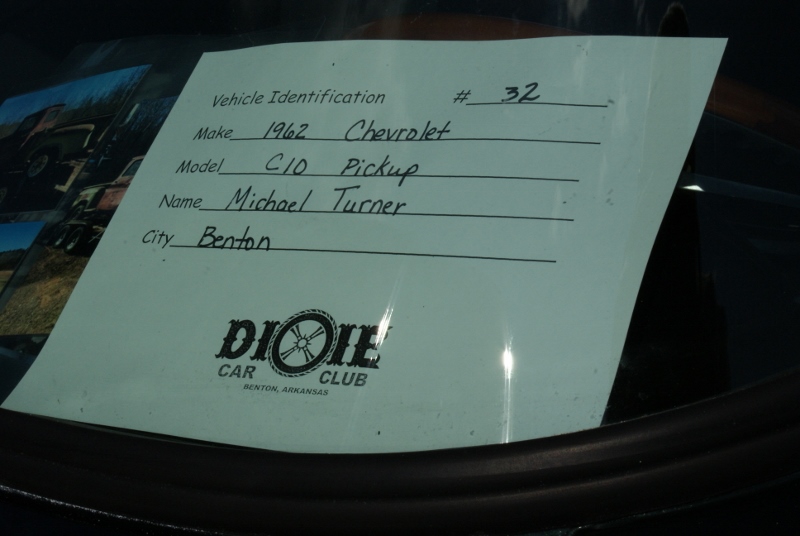 Vehicle Identification # 32
Make 1962 Chevrolet
Model C10 Pickup
Name Michael Turner
City Benton
DIXIE
CAR CLUB
BENTON, ARKANSAS